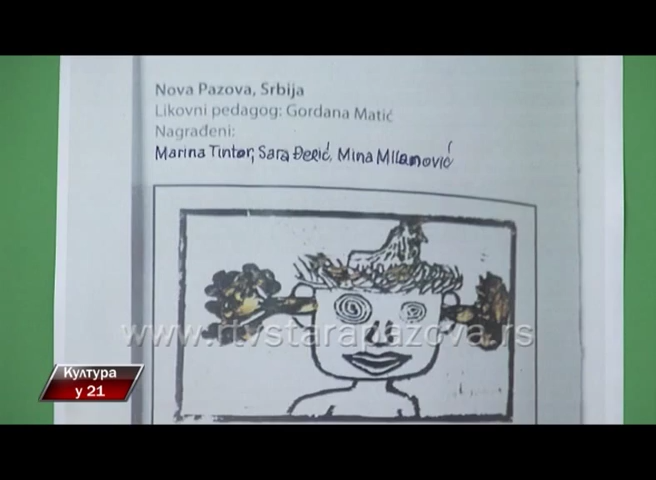 Nova Pazova, Srbija
Likovni pedagog: Gordana Matić
Nagrađeni:
Marina Tintor, Sara Đerić, Mina Milanović
www.rtvstarapazova.rs
Култура
у 21